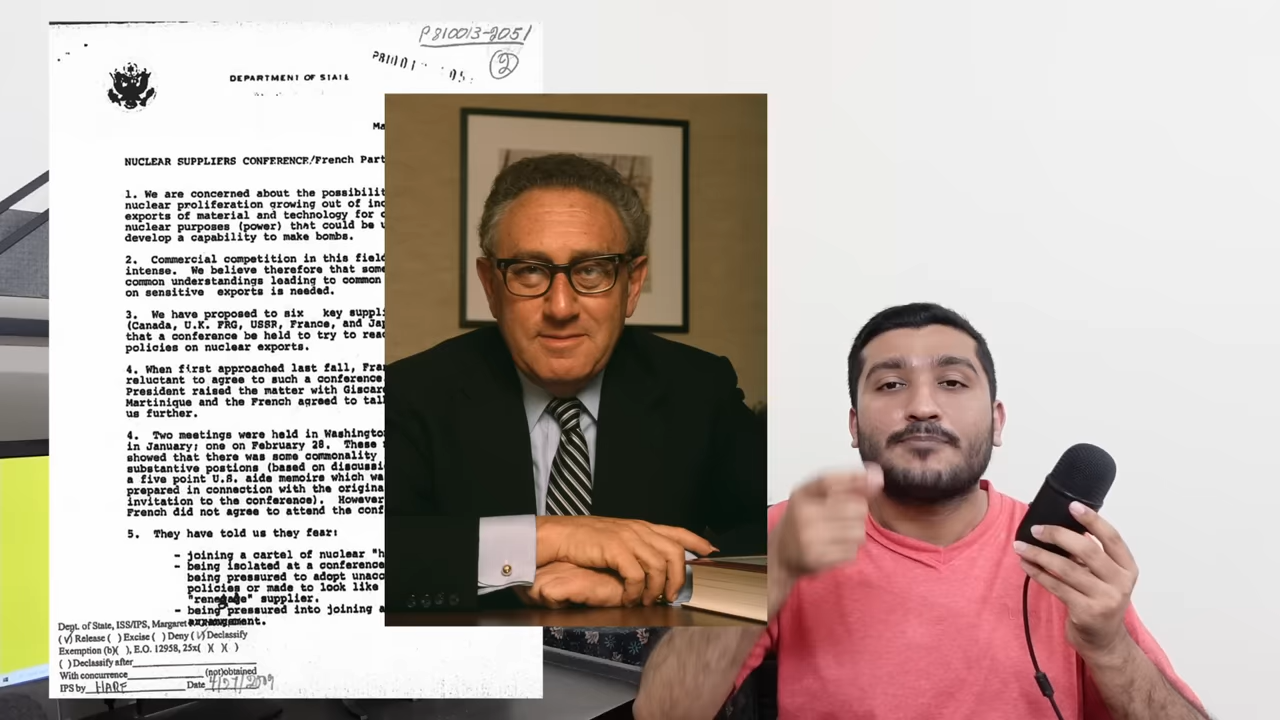 P810013-2051
2
DEPARTMENT OF STATE
NUCLEAR SUPPLIERS CONFERENCE/French Part
1. We are concerned about the possibilit
nuclear proliferation growing out of inc
exports of material and technology for
nuclear purposes (power) that could be
develop a capability to make bombs.
2. Commercial competition in this field
intense. We believe therefore that some
common understandings leading to common
on sensitive exports is needed.
3. We have proposed to six key suppli
(Canada, U.K. FRG, USSR, France, and Jap
that a conference be held to try to reac
policies on nuclear exports.
4. When first approached last fall, Fran
reluctant to agree to such a conference.
President raised the matter with Giscard
Martinique and the French agreed to talk
us further.
4. Two meetings were held in Washington
in January; one on February 28. These
showed that there was some commonality
substantive postions (based on discussi
a five point U.S. aide memoire which wa
prepared in connection with the origina
invitation to the conference). However
French did not agree to attend the conf
5. They have told us they fear:
- joining a cartel of nuclear "h
- being isolated at a conference
being pressured to adopt unacc
policies or made to look like
"renegade" supplier.
- being pressured into joining a
arrangement.
Dept. of State, ISS/IPS, Margaret
(√) Release ( ) Excise ( ) Deny (√) Declassify
Exemption (b)( ), E.O. 12958, 25x( )( )( )
( ) Declassify after
With concurrence (not)obtained
IPS by Date